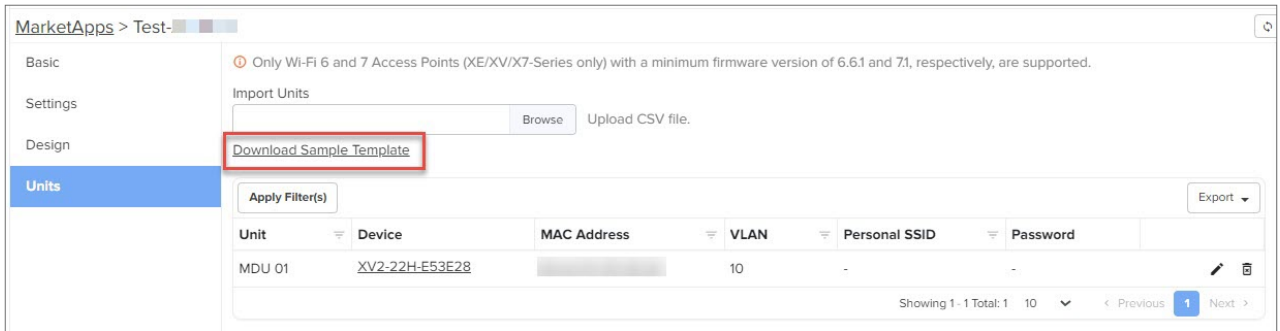 MarketApps > Test-
Basic
Settings
Design
Units
Only Wi-Fi 6 and 7 Access Points (XE/XV/X7-Series only) with a minimum firmware version of 6.6.1 and 7.1, respectively, are supported.
Import Units
Browse Upload CSV file.
Download Sample Template
Apply Filter(s) Export
Unit Device MAC Address VLAN Personal SSID Password
MDU 01 XV2-22H-E53E28 10 - -
Showing 1 - 1 Total: 1 10 < Previous 1 Next >